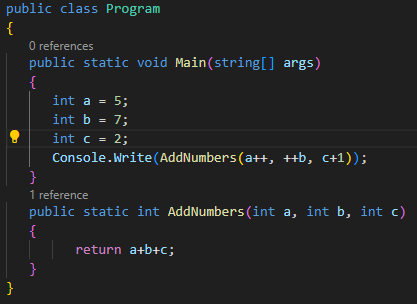 public class Program
{
0 references
public static void Main(string[] args)
{
int a = 5;
int b = 7;
int c = 2;
Console.Write(AddNumbers(a++, ++b, c+1));
}
1 reference
public static int AddNumbers(int a, int b, int c)
{
return a+b+c;
}
}